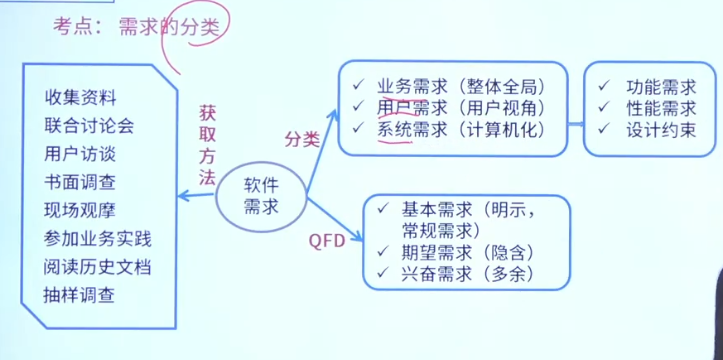 考点： 需求的分类
收集资料
联合讨论会
用户访谈
书面调查
现场观摩
参加业务实践
阅读历史文档
抽样调查
获取方法
软件
需求
分类
✓ 业务需求（整体全局）
✓ 用户需求（用户视角）
✓ 系统需求（计算机化）
✓ 功能需求
✓ 性能需求
✓ 设计约束
QFD
✓ 基本需求（明示，
常规需求）
✓ 期望需求（隐含）
✓ 兴奋需求（多余）